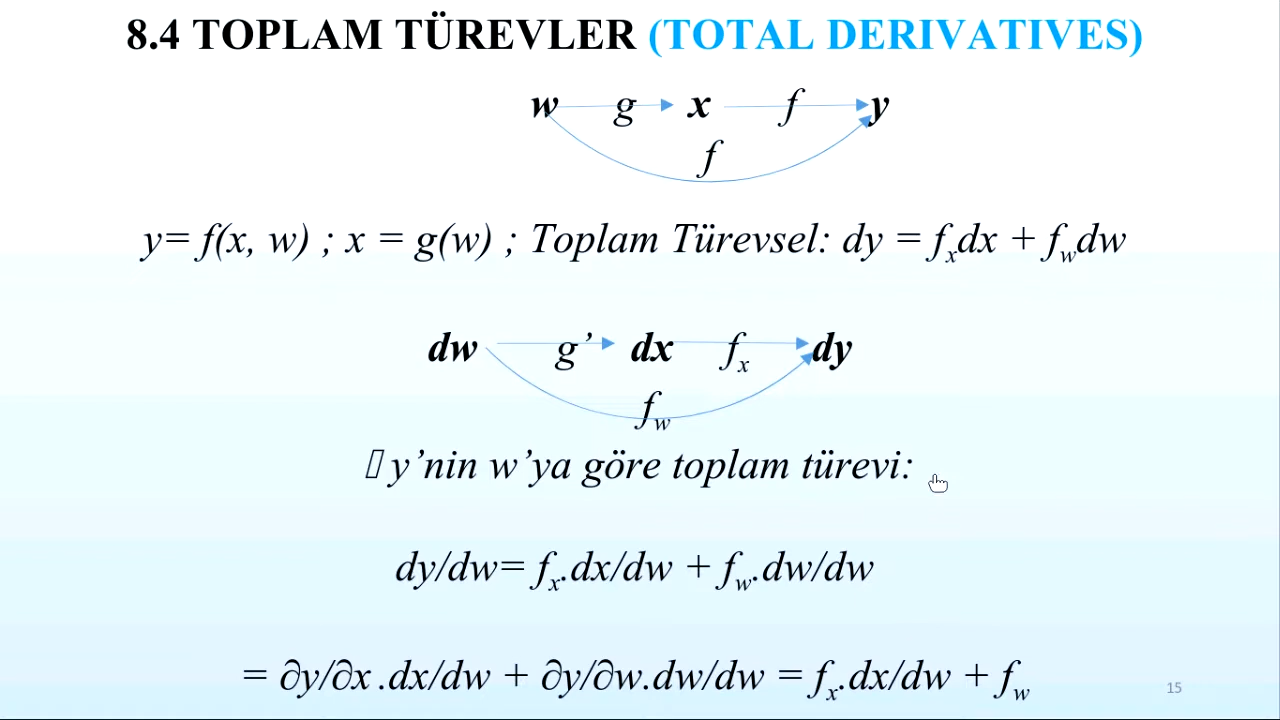 8.4 TOPLAM TÜREVLER (TOTAL DERIVATIVES)
w g x f y
f
y= f(x, w) ; x = g(w) ; Toplam Türevsel: dy = fxdx + fwdw
dw g’ dx fx dy
fw
y’nin w’ya göre toplam türevi:
dy/dw= fx.dx/dw + fw.dw/dw
= ∂y/∂x .dx/dw + ∂y/∂w.dw/dw = fx.dx/dw + fw
15